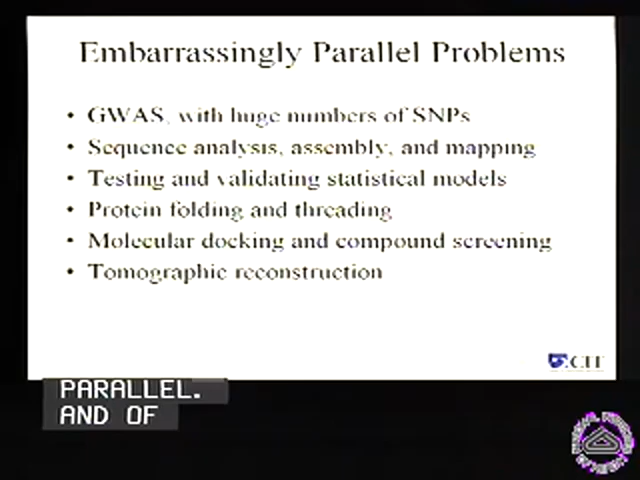 Embarrassingly Parallel Problems
• GWAS, with huge numbers of SNPs
• Sequence analysis, assembly, and mapping
• Testing and validating statistical models
• Protein folding and threading
• Molecular docking and compound screening
• Tomographic reconstruction
CIT
PARALLEL.
AND OF